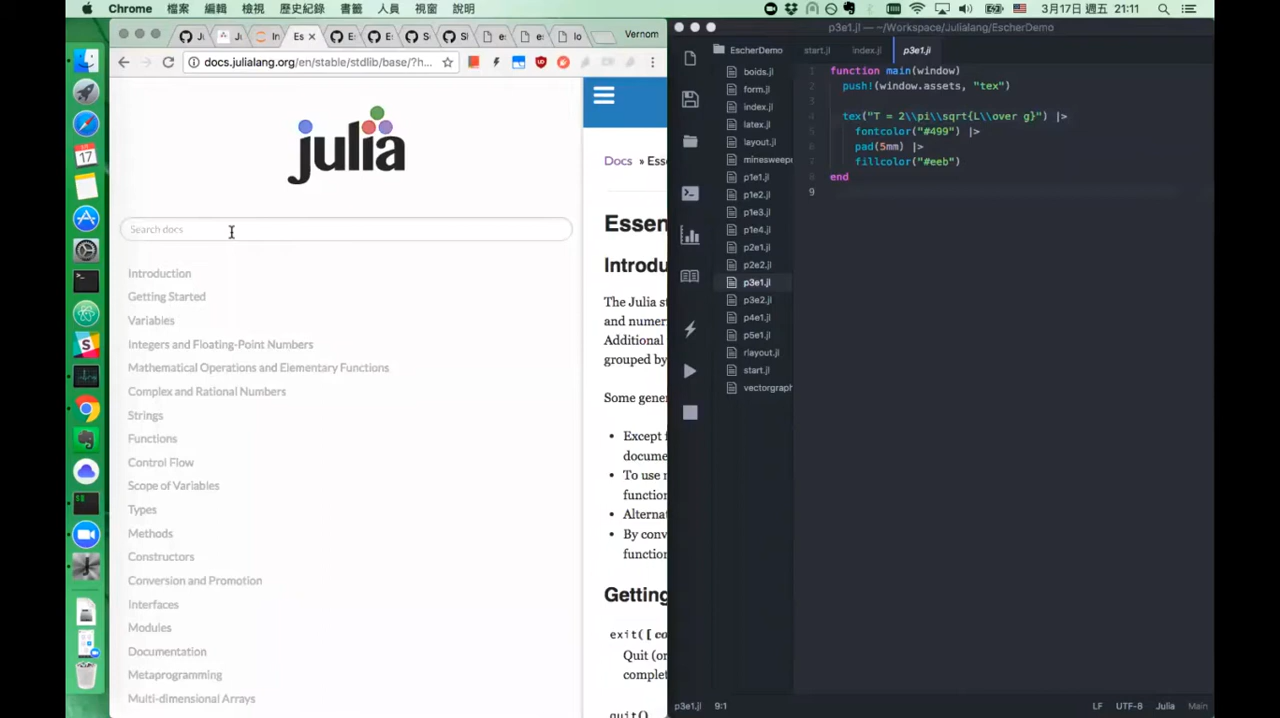 Chrome 檔案 編輯 檢視 歷史紀錄 書籤 人員 視窗 說明
3月17日 週五 21:11
Es
Vernom
docs.julialang.org/en/stable/stdlib/base/?h...
julia
Search docs
Introduction
Getting Started
Variables
Integers and Floating-Point Numbers
Mathematical Operations and Elementary Functions
Complex and Rational Numbers
Strings
Functions
Control Flow
Scope of Variables
Types
Methods
Constructors
Conversion and Promotion
Interfaces
Modules
Documentation
Metaprogramming
Multi-dimensional Arrays
Docs » Esse
Essen
Introdu
The Julia st
and numeri
Additional
grouped by
Some gener
Except f
docume
To use m
function
Alternat
By conv
function
Getting
exit([ co
Quit (or
complet
quit()
p3e1.jl — ~/Workspace/Julialang/EscherDemo
EscherDemo
start.jl index.jl p3e1.jl
boids.jl
form.jl
index.jl
latex.jl
layout.jl
minesweepe
p1e1.jl
p1e2.jl
p1e3.jl
p1e4.jl
p2e1.jl
p2e2.jl
p3e1.jl
p3e2.jl
p4e1.jl
p5e1.jl
rlayout.jl
start.jl
vectorgraph
1 function main(window)
2 push!(window.assets, "tex")
3
4 tex("T = 2\\pi\\sqrt{L\\over g}") |>
5 fontcolor("#499") |>
6 pad(5mm) |>
7 fillcolor("#eeb")
8 end
9
p3e1.jl 9:1 LF UTF-8 Julia Main